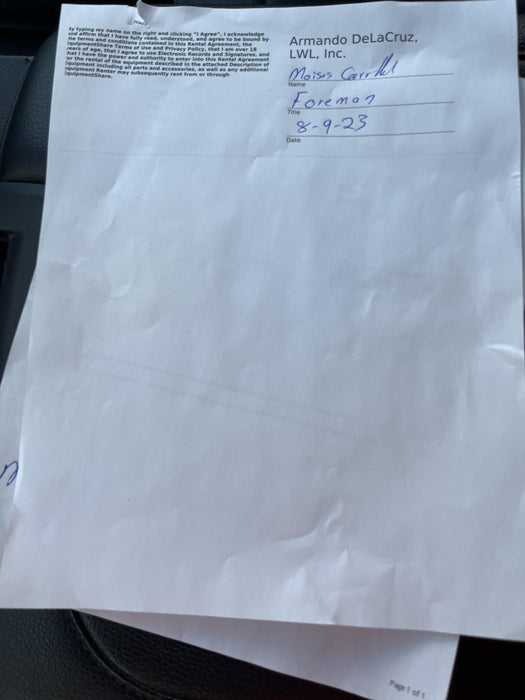 By typing my name on the right and clicking "I Agree", I acknowledge
and affirm that I have fully read, understood, and agree to be bound by
the terms and conditions contained in this Rental Agreement, the
EquipmentShare Terms of Use and Privacy Policy, that I am over 18
years of age, that I agree to use Electronic Records and Signatures, and
that I have the power and authority to enter into this Rental Agreement
for the rental of the equipment described in the attached Description of
Equipment including all parts and accessories, as well as any additional
equipment Renter may subsequently rent from or through
EquipmentShare.
Armando DeLaCruz,
LWL, Inc.
Moises
Name
Foreman
Title
8-9-23
Date
Page 1 of 1